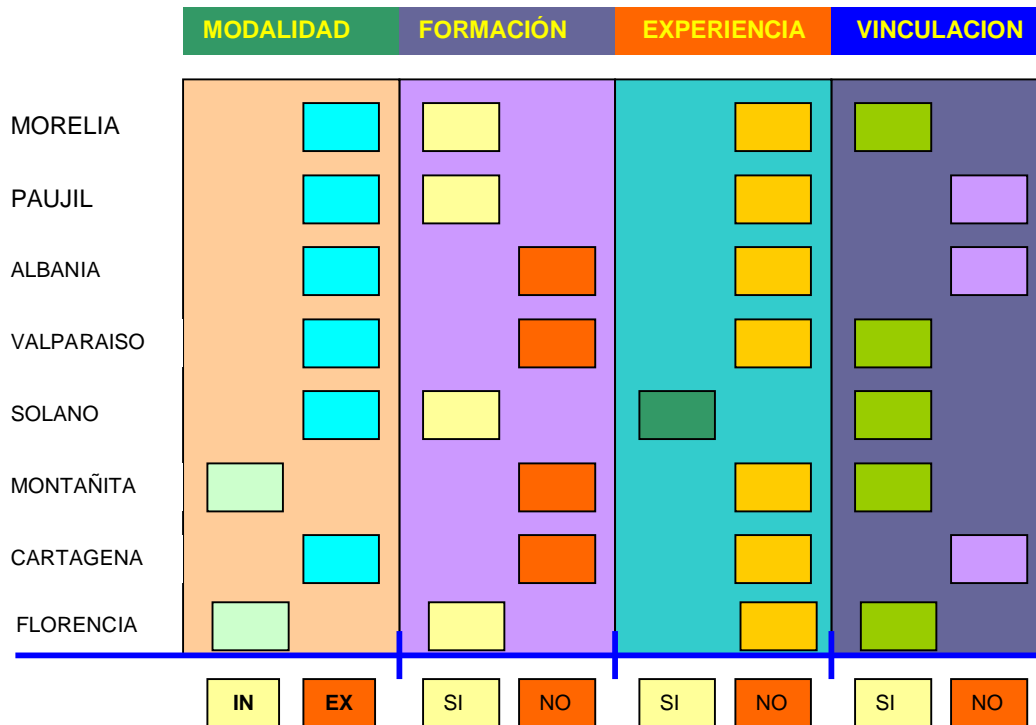 MODALIDAD FORMACIÓN EXPERIENCIA VINCULACION
MORELIA
PAUJIL
ALBANIA
VALPARAISO
SOLANO
MONTAÑITA
CARTAGENA
FLORENCIA
IN EX SI NO SI NO SI NO